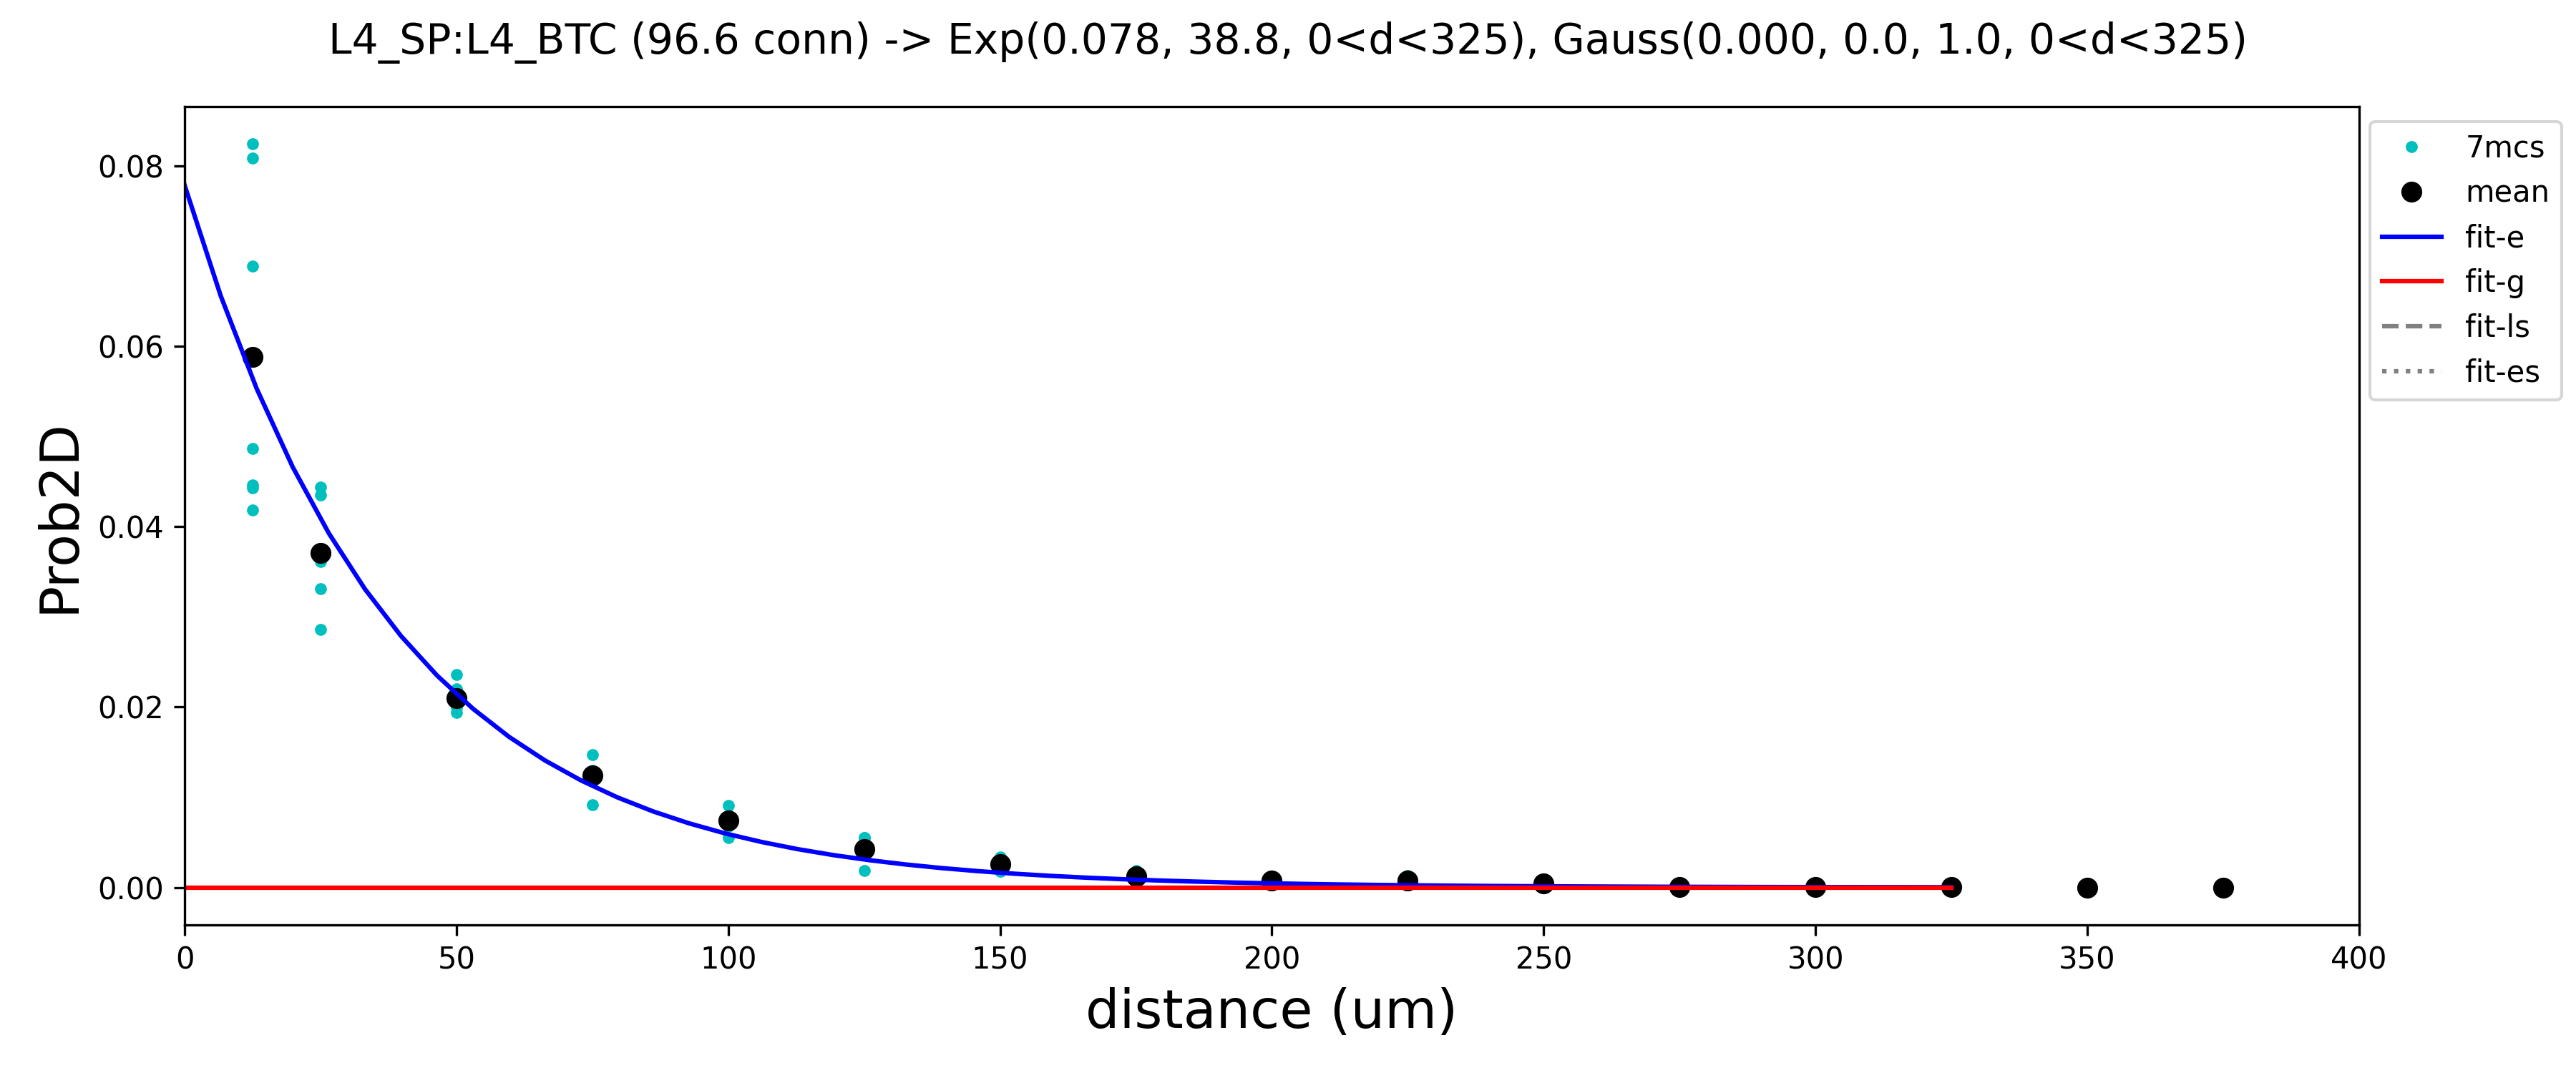 L4_SP:L4_BTC (96.6 conn) -> Exp(0.078, 38.8, 0<d<325), Gauss(0.000, 0.0, 1.0, 0<d<325)
7mcs
mean
fit-e
fit-g
fit-ls
fit-es
Prob2D
0.08
0.06
0.04
0.02
0.00
0 50 100 150 200 250 300 350 400
distance (um)